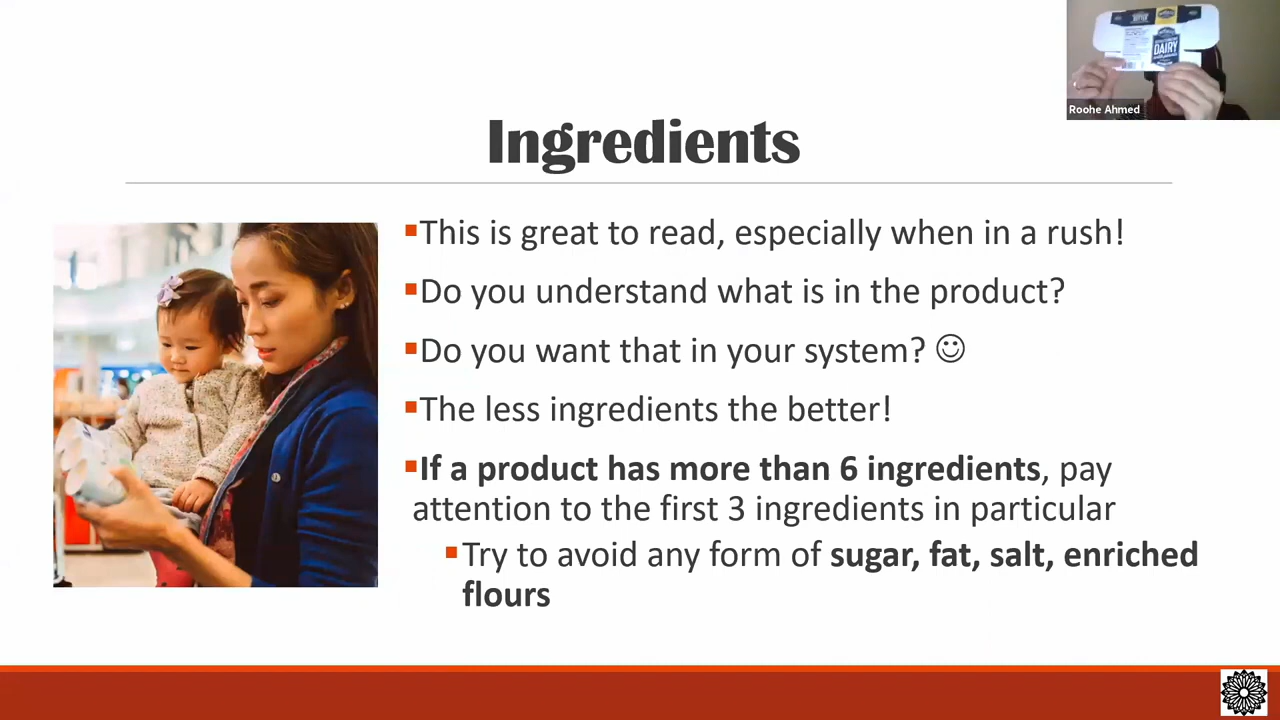 DAIRY
Roohe Ahmed
Ingredients
This is great to read, especially when in a rush!
Do you understand what is in the product?
Do you want that in your system? ☺
The less ingredients the better!
If a product has more than 6 ingredients, pay
attention to the first 3 ingredients in particular
Try to avoid any form of sugar, fat, salt, enriched
flours